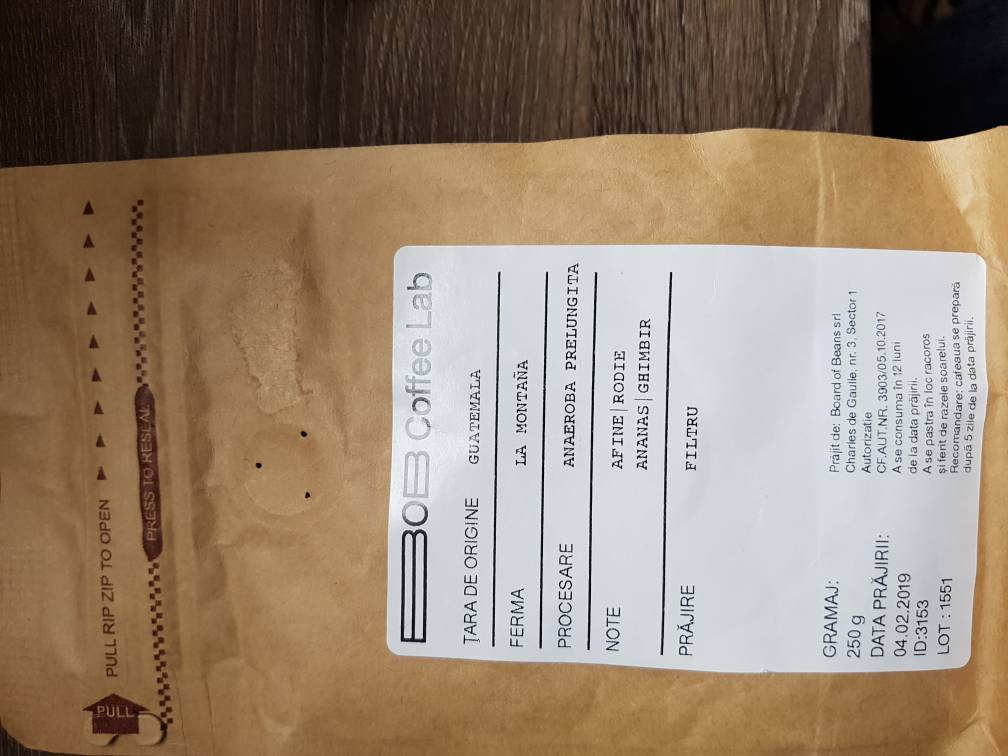 PULL
PULL RIP ZIP TO OPEN
PRESS TO RESEAL
BOB Coffee Lab
ȚARA DE ORIGINE GUATEMALA
FERMA LA MONTAÑA
PROCESARE ANAEROBA PRELUNGITA
NOTE AFINE|RODIE
ANANAS|GHIMBIR
PRĂJIRE FILTRU
GRAMAJ:
250 g
DATA PRĂJIRII:
04.02.2019
ID:3153
LOT : 1551
Prăjit de: Board of Beans srl
Charles de Gaulle, nr. 3, Sector 1
Autorizatie
CF.AUT.NR. 3903/05.10.2017
A se consuma în 12 luni
de la data prăjirii.
A se pastra în loc racoros
și ferit de razele soarelui.
Recomandare: cafeaua se prepară
după 5 zile de la data prăjirii.